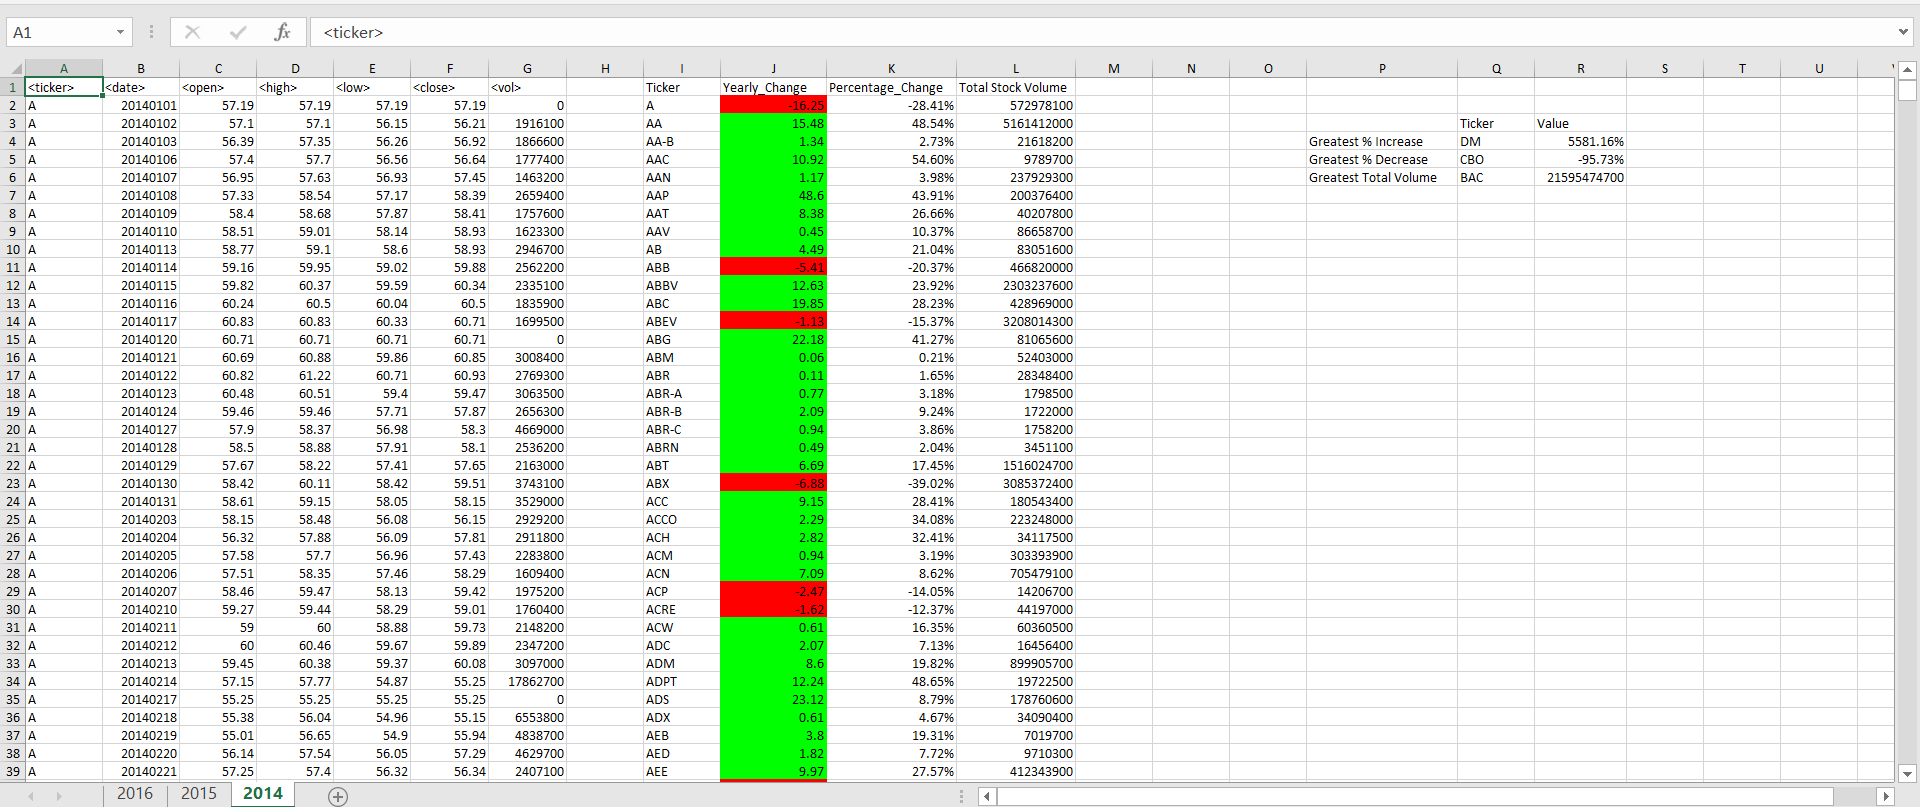 A1 fx <ticker>
A B C D E F G H I J K L M N O P Q R S T U
1 <ticker> <date> <open> <high> <low> <close> <vol> Ticker Yearly_Change Percentage_Change Total Stock Volume
2 A 20140101 57.19 57.19 57.19 57.19 0 A -16.25 -28.41% 572978100
3 A 20140102 57.1 57.1 56.15 56.21 1916100 AA 15.48 48.54% 5161412000 Ticker Value
4 A 20140103 56.39 57.35 56.26 56.92 1866600 AA-B 1.34 2.73% 21618200 Greatest % Increase DM 5581.16%
5 A 20140106 57.4 57.7 56.56 56.64 1777400 AAC 10.92 54.60% 9789700 Greatest % Decrease CBO -95.73%
6 A 20140107 56.95 57.63 56.93 57.45 1463200 AAN 1.17 3.98% 237929300 Greatest Total Volume BAC 21595474700
7 A 20140108 57.33 58.54 57.17 58.39 2659400 AAP 48.6 43.91% 200376400
8 A 20140109 58.4 58.68 57.87 58.41 1757600 AAT 8.38 26.66% 40207800
9 A 20140110 58.51 59.01 58.14 58.93 1623300 AAV 0.45 10.37% 86658700
10 A 20140113 58.77 59.1 58.6 58.93 2946700 AB 4.49 21.04% 83051600
11 A 20140114 59.16 59.95 59.02 59.88 2562200 ABB -5.41 -20.37% 466820000
12 A 20140115 59.82 60.37 59.59 60.34 2335100 ABBV 12.63 23.92% 2303237600
13 A 20140116 60.24 60.5 60.04 60.5 1835900 ABC 19.85 28.23% 428969000
14 A 20140117 60.83 60.83 60.33 60.71 1699500 ABEV -1.13 -15.37% 3208014300
15 A 20140120 60.71 60.71 60.71 60.71 0 ABG 22.18 41.27% 81065600
16 A 20140121 60.69 60.88 59.86 60.85 3008400 ABM 0.06 0.21% 52403000
17 A 20140122 60.82 61.22 60.71 60.93 2769300 ABR 0.11 1.65% 28348400
18 A 20140123 60.48 60.51 59.4 59.47 3063500 ABR-A 0.77 3.18% 1798500
19 A 20140124 59.46 59.46 57.71 57.87 2656300 ABR-B 2.09 9.24% 1722000
20 A 20140127 57.9 58.37 56.98 58.3 4669000 ABR-C 0.94 3.86% 1758200
21 A 20140128 58.5 58.88 57.91 58.1 2536200 ABRN 0.49 2.04% 3451100
22 A 20140129 57.67 58.22 57.41 57.65 2163000 ABT 6.69 17.45% 1516024700
23 A 20140130 58.42 60.11 58.42 59.51 3743100 ABX -6.88 -39.02% 3085372400
24 A 20140131 58.61 59.15 58.05 58.15 3529000 ACC 9.15 28.41% 180543400
25 A 20140203 58.15 58.48 56.08 56.15 2929200 ACCO 2.29 34.08% 223248000
26 A 20140204 56.32 57.88 56.09 57.81 2911800 ACH 2.82 32.41% 34117500
27 A 20140205 57.58 57.7 56.96 57.43 2283800 ACM 0.94 3.19% 303393900
28 A 20140206 57.51 58.35 57.46 58.29 1609400 ACN 7.09 8.62% 705479100
29 A 20140207 58.46 59.47 58.13 59.42 1975200 ACP -2.47 -14.05% 14206700
30 A 20140210 59.27 59.44 58.29 59.01 1760400 ACRE -1.62 -12.37% 44197000
31 A 20140211 59 60 58.88 59.73 2148200 ACW 0.61 16.35% 60360500
32 A 20140212 60 60.46 59.67 59.89 2347200 ADC 2.07 7.13% 16456400
33 A 20140213 59.45 60.38 59.37 60.08 3097000 ADM 8.6 19.82% 899905700
34 A 20140214 57.15 57.77 54.87 55.25 17862700 ADPT 12.24 48.65% 19722500
35 A 20140217 55.25 55.25 55.25 55.25 0 ADS 23.12 8.79% 178760600
36 A 20140218 55.38 56.04 54.96 55.15 6553800 ADX 0.61 4.67% 34090400
37 A 20140219 55.01 56.65 54.9 55.94 4838700 AEB 3.8 19.31% 7019700
38 A 20140220 56.14 57.54 56.05 57.29 4629700 AED 1.82 7.72% 9710300
39 A 20140221 57.25 57.4 56.32 56.34 2407100 AEE 9.97 27.57% 412343900
2016 2015 2014